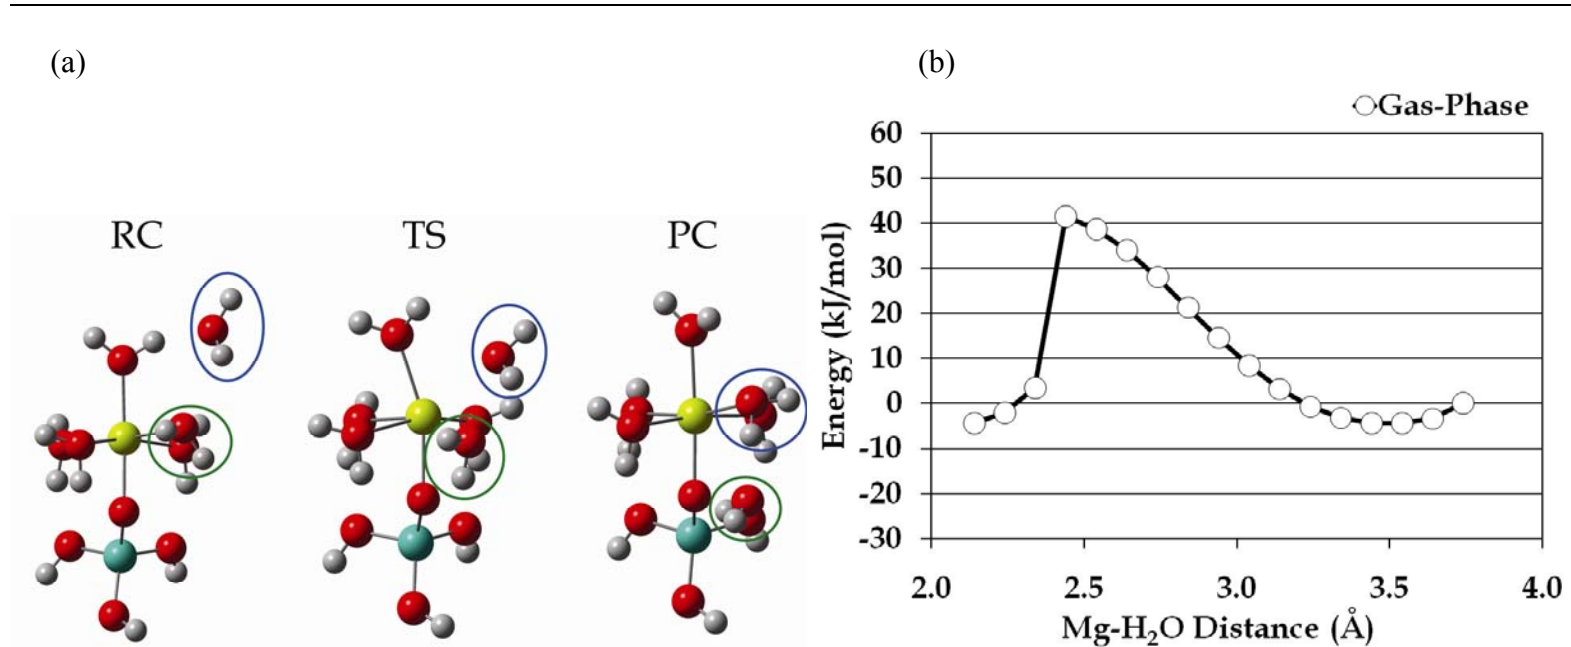 (a)
(b)
RC
TS
PC
Gas-Phase
60
50
40
30
20
10
0
-10
-20
-30
Energy (kJ/mol)
2.0 2.5 3.0 3.5 4.0
Mg-H₂O Distance (Å)